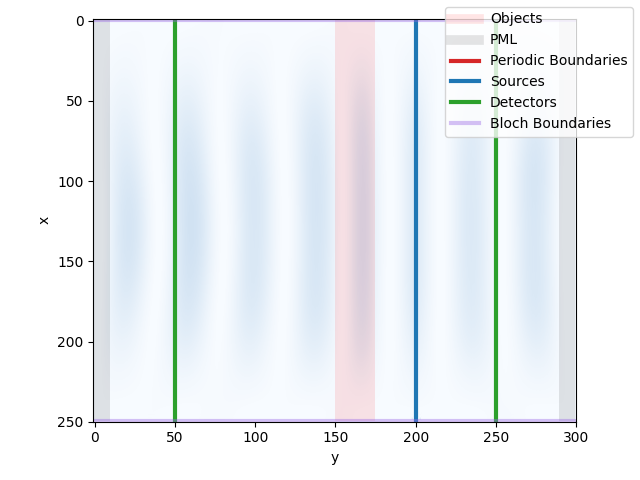 Objects
PML
Periodic Boundaries
Sources
Detectors
Bloch Boundaries
0
50
100
150
200
250
x
0 50 100 150 200 250 300
y